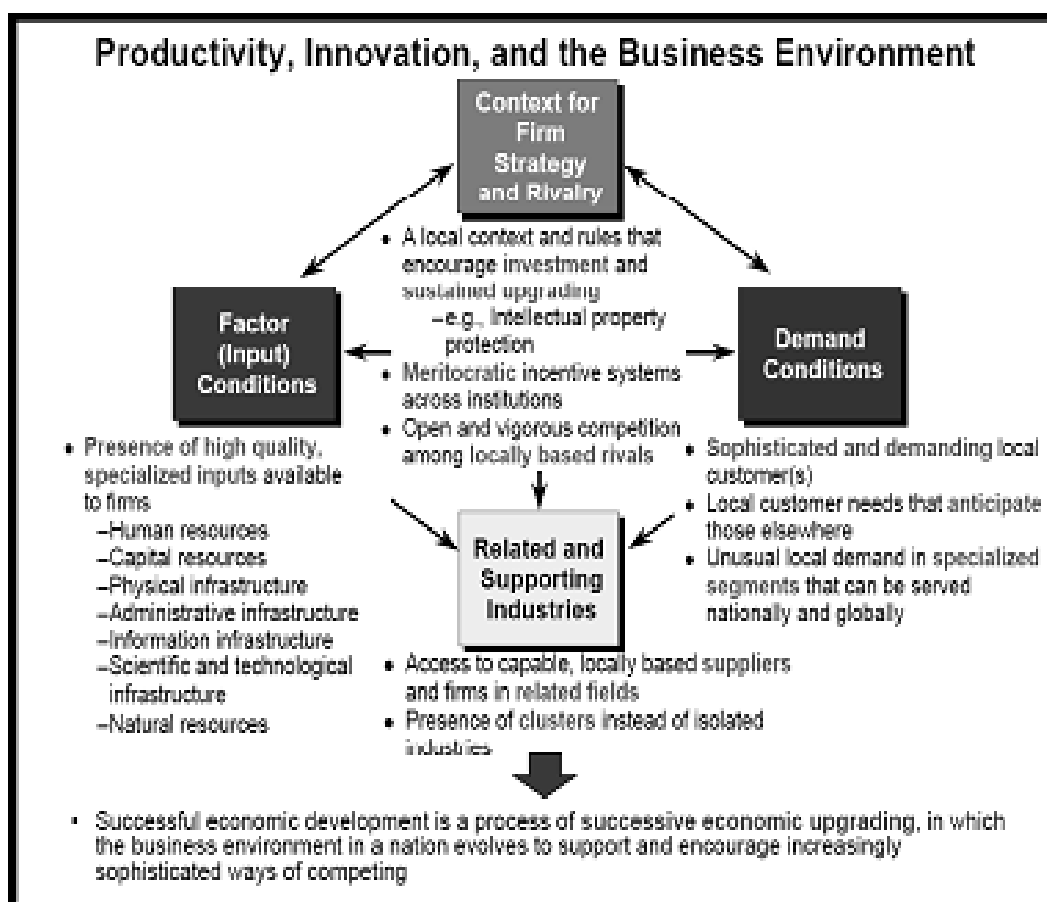 Productivity, Innovation, and the Business Environment
Context for
Firm
Strategy
and Rivalry
• A local context and rules that
encourage investment and
sustained upgrading
–e.g., Intellectual property
protection
• Meritocratic incentive systems
across institutions
• Open and vigorous competition
among locally based rivals
Factor
(Input)
Conditions
• Presence of high quality,
specialized inputs available
to firms
–Human resources
–Capital resources
–Physical infrastructure
–Administrative infrastructure
–Information infrastructure
–Scientific and technological
infrastructure
–Natural resources
Demand
Conditions
• Sophisticated and demanding local
customer(s)
• Local customer needs that anticipate
those elsewhere
• Unusual local demand in specialized
segments that can be served
nationally and globally
Related and
Supporting
Industries
• Access to capable, locally based suppliers
and firms in related fields
• Presence of clusters instead of isolated
industries
• Successful economic development is a process of successive economic upgrading, in which
the business environment in a nation evolves to support and encourage increasingly
sophisticated ways of competing